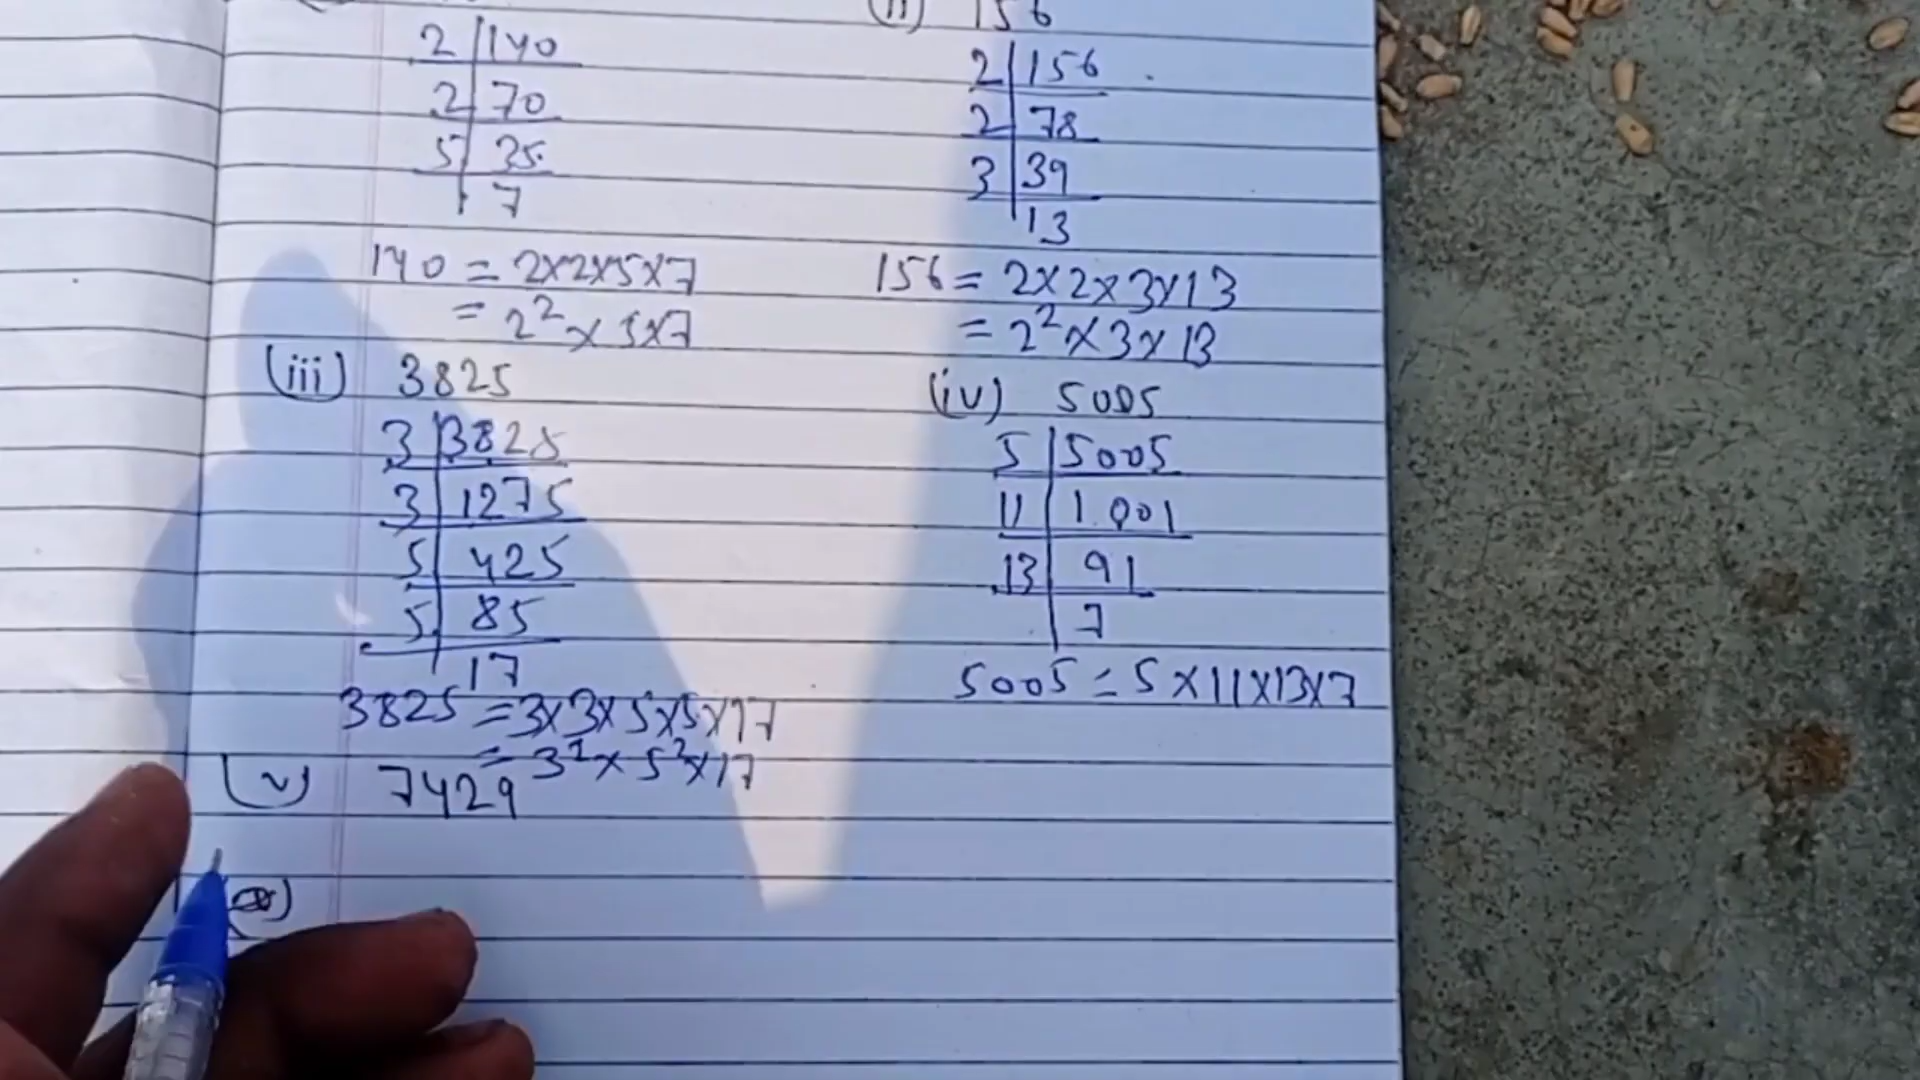 (ii) 156
2 | 140
2 | 70
5 | 35
7
140 = 2×2×5×7
= 2² × 5×7
2 | 156
2 | 78
3 | 39
13
156 = 2×2×3×13
= 2² × 3 × 13
(iii) 3825
3 | 3825
3 | 1275
5 | 425
5 | 85
17
3825 = 3×3×5×5×17
= 3² × 5² × 17
(iv) 5005
5 | 5005
11 | 1001
13 | 91
7
5005 = 5×11×13×7
(v) 7429